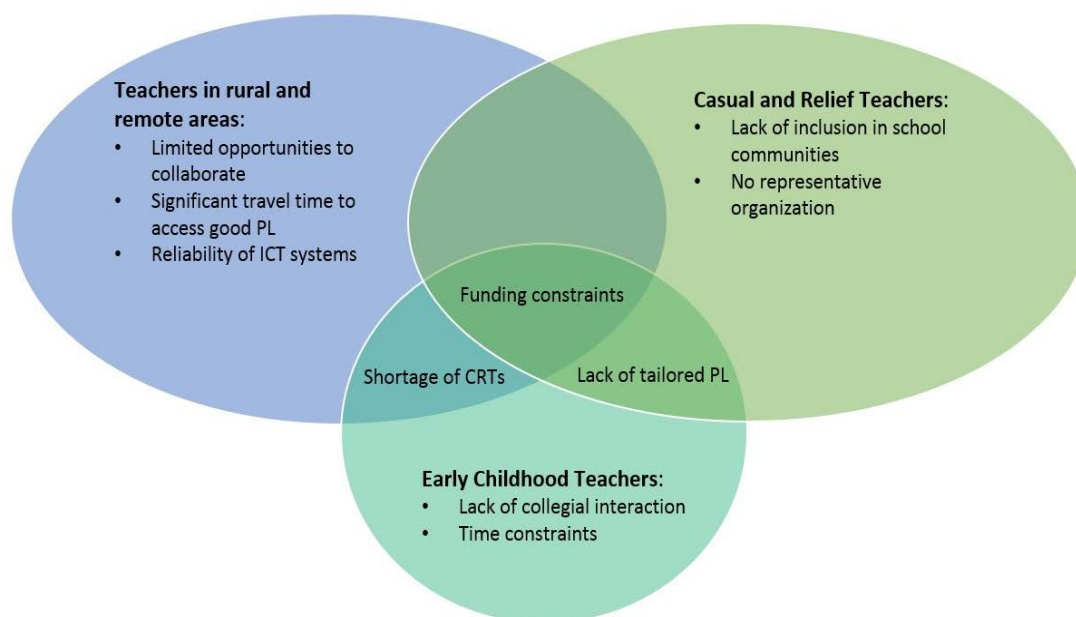 Teachers in rural and
remote areas:
• Limited opportunities to
collaborate
• Significant travel time to
access good PL
• Reliability of ICT systems
Casual and Relief Teachers:
• Lack of inclusion in school
communities
• No representative
organization
Funding constraints
Shortage of CRTs
Lack of tailored PL
Early Childhood Teachers:
• Lack of collegial interaction
• Time constraints